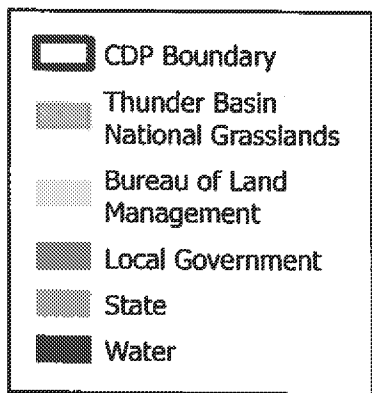 CDP Boundary
Thunder Basin
National Grasslands
Bureau of Land
Management
Local Government
State
Water